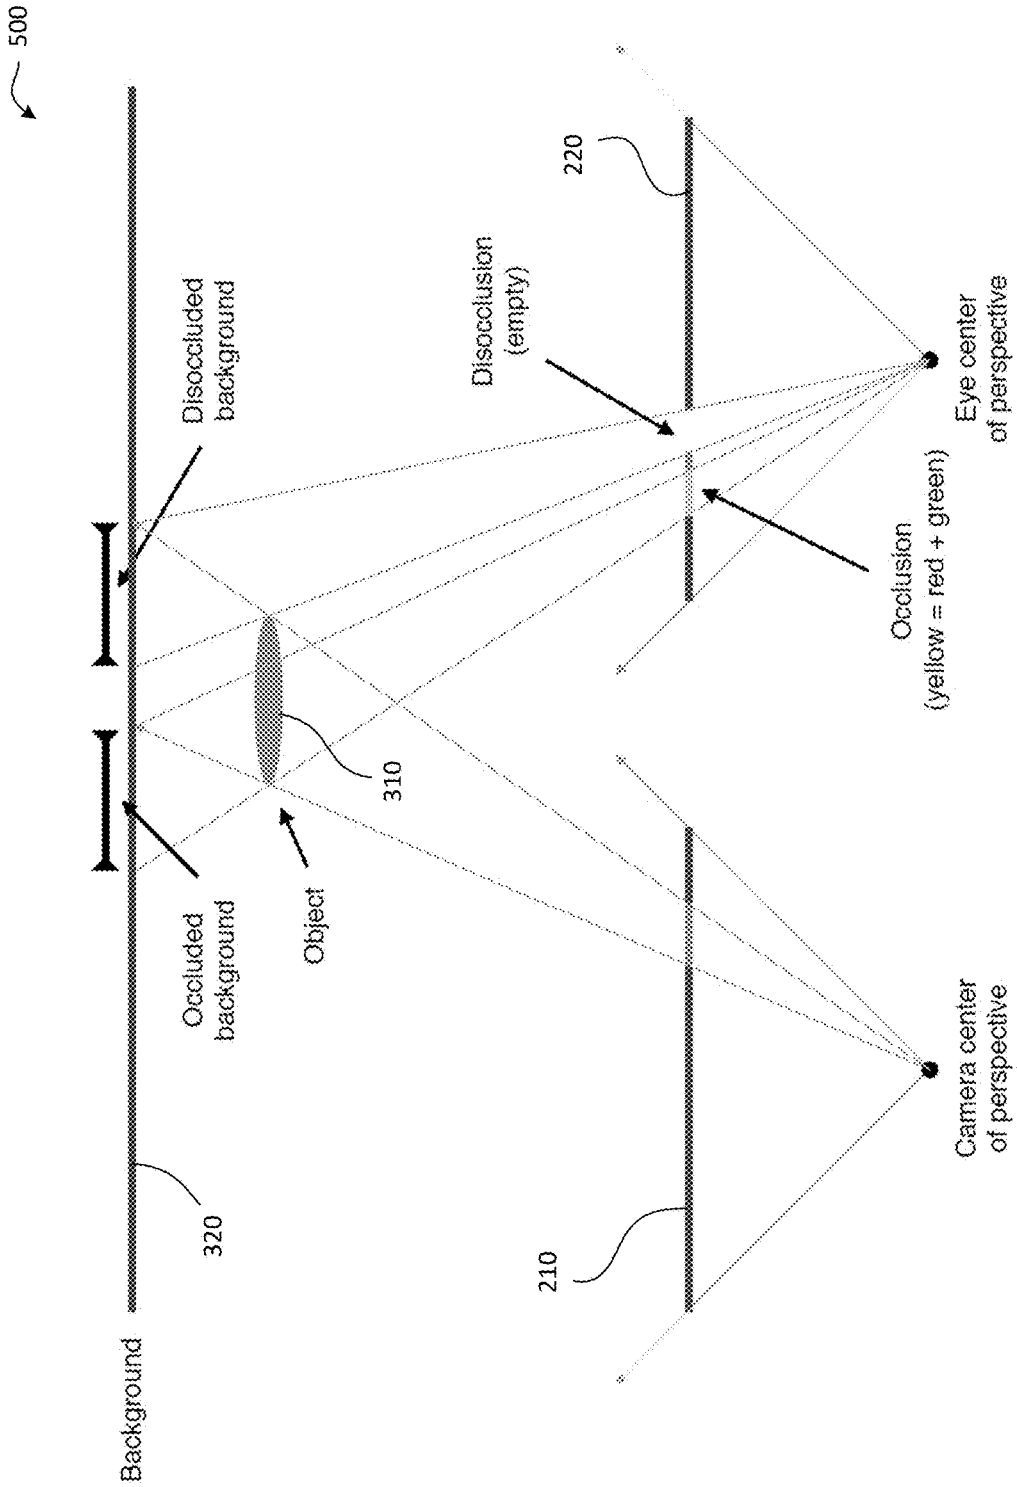 500
Background
320
Occluded
background
Disoccluded
background
Object
310
210
220
Disocclusion
(empty)
Occlusion
(yellow = red + green)
Camera center
of perspective
Eye center
of perspective